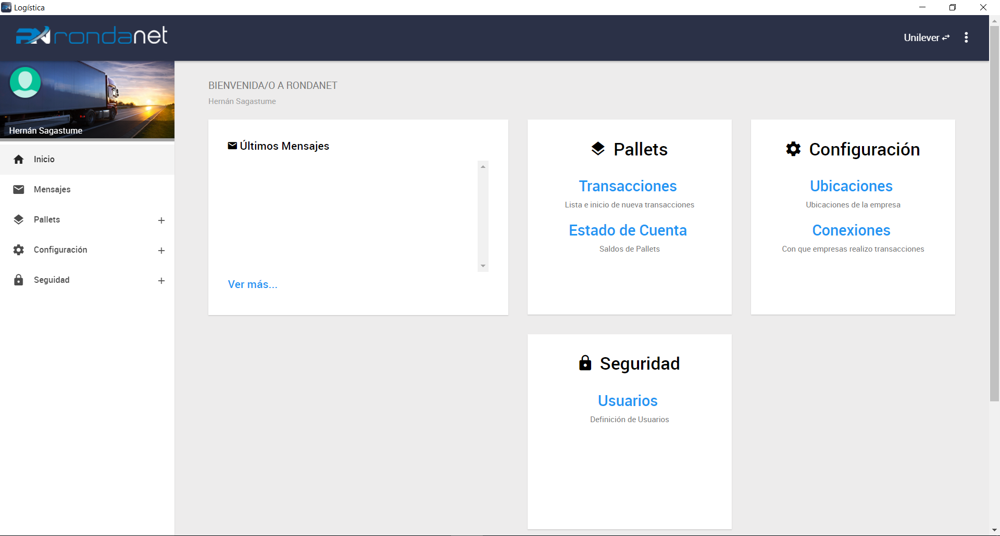 Logística
rondanet
Unilever
Hernán Sagastume
Inicio
Mensajes
Pallets
Configuración
Seguidad
BIENVENIDA/O A RONDANET
Hernán Sagastume
Últimos Mensajes
Ver más...
Pallets
Transacciones
Lista e inicio de nueva transacciones
Estado de Cuenta
Saldos de Pallets
Configuración
Ubicaciones
Ubicaciones de la empresa
Conexiones
Con que empresas realizo transacciones
Seguridad
Usuarios
Definición de Usuarios